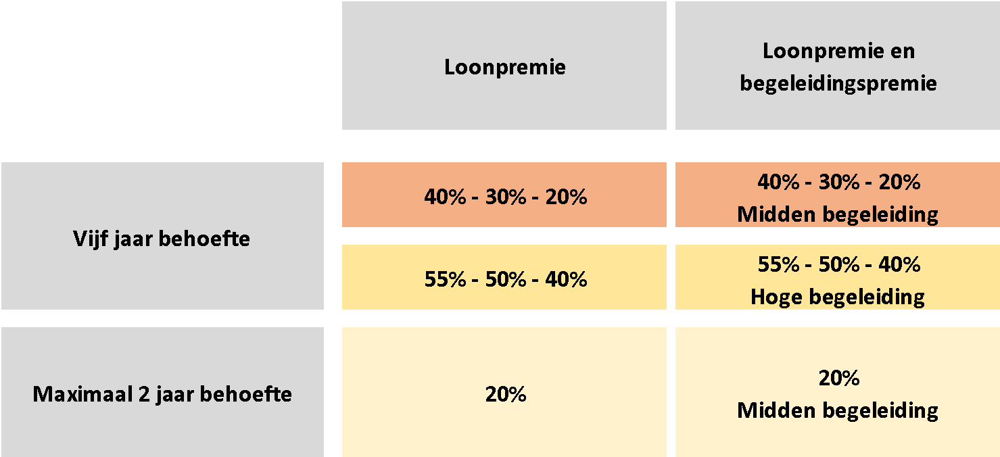 Loonpremie
Loonpremie en
begeleidingspremie
Vijf jaar behoefte
40% - 30% - 20%
40% - 30% - 20%
Midden begeleiding
55% - 50% - 40%
55% - 50% - 40%
Hoge begeleiding
Maximaal 2 jaar behoefte
20%
20%
Midden begeleiding